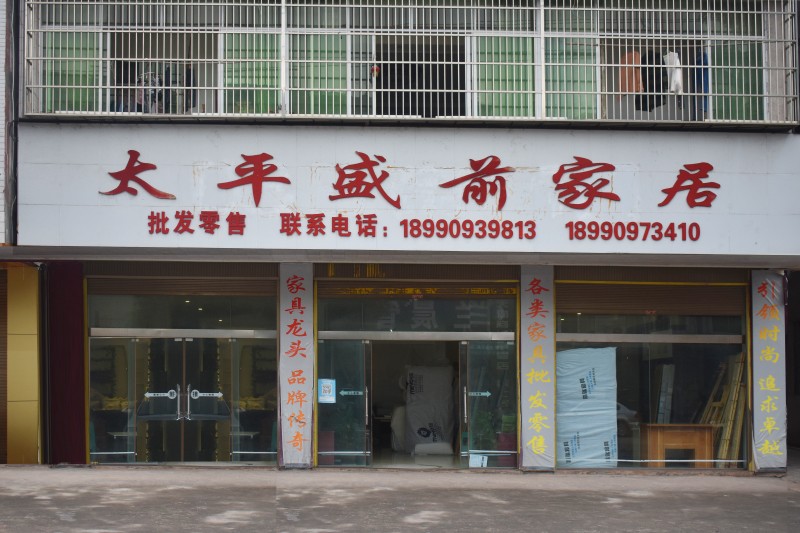 太平盛前家居
批发零售 联系电话：18990939813 18990973410
家具龙头 品牌传奇
各类家具批发零售
引领时尚 追求卓越